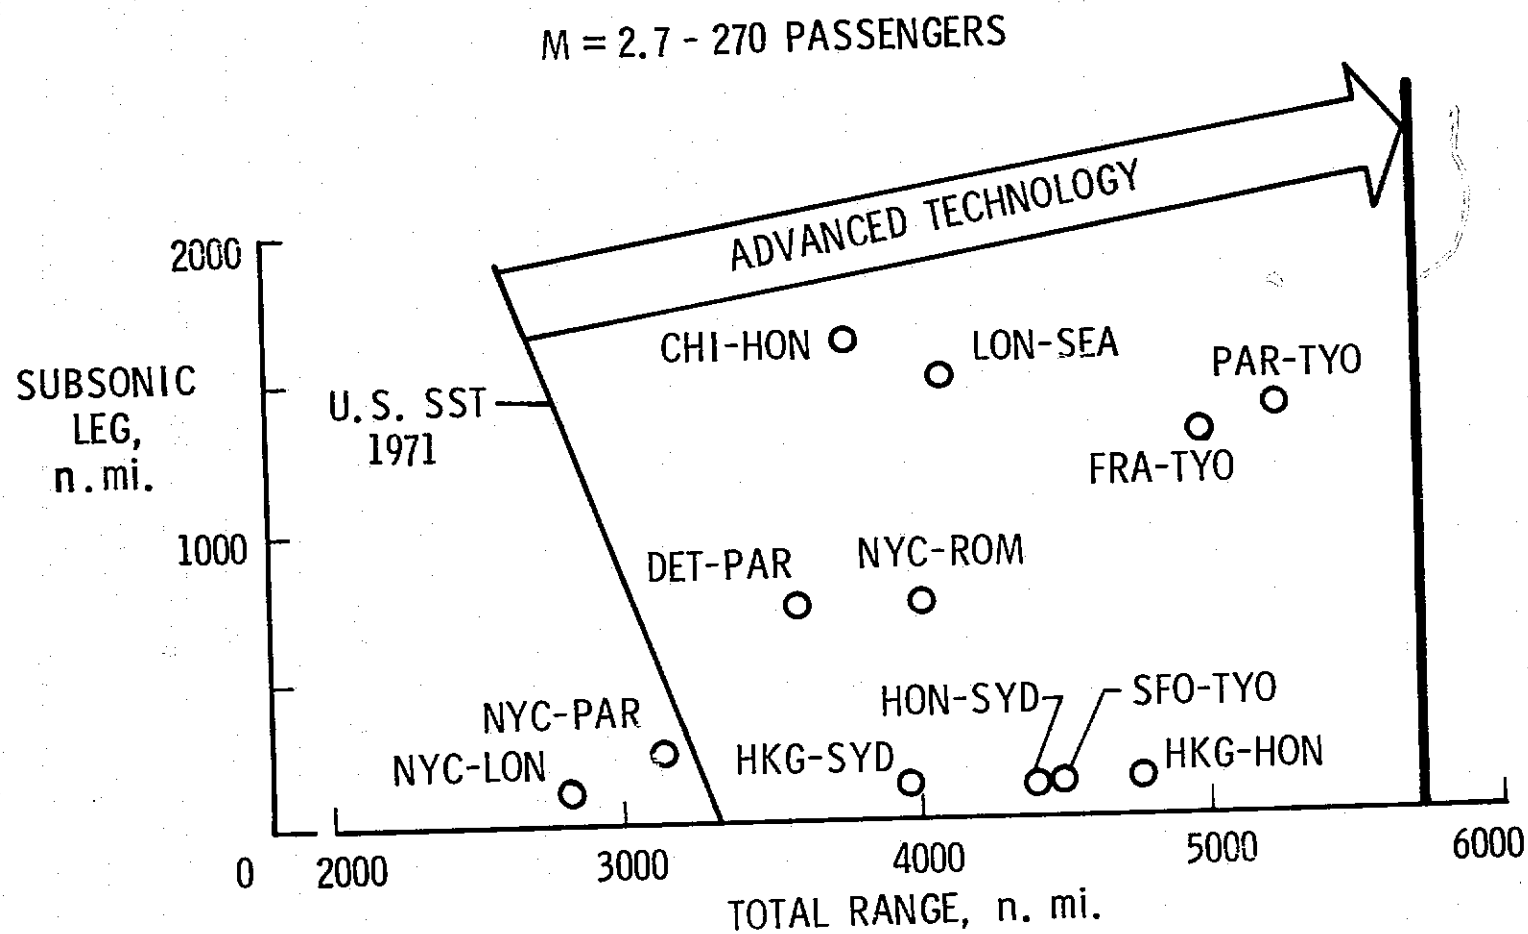 M = 2.7 - 270 PASSENGERS
ADVANCED TECHNOLOGY
2000
CHI-HON
LON-SEA
PAR-TYO
SUBSONIC
LEG,
n. mi.
U.S. SST
1971
FRA-TYO
1000
DET-PAR
NYC-ROM
NYC-PAR
HON-SYD
SFO-TYO
NYC-LON
HKG-SYD
HKG-HON
0
2000
3000
4000
5000
6000
TOTAL RANGE, n. mi.